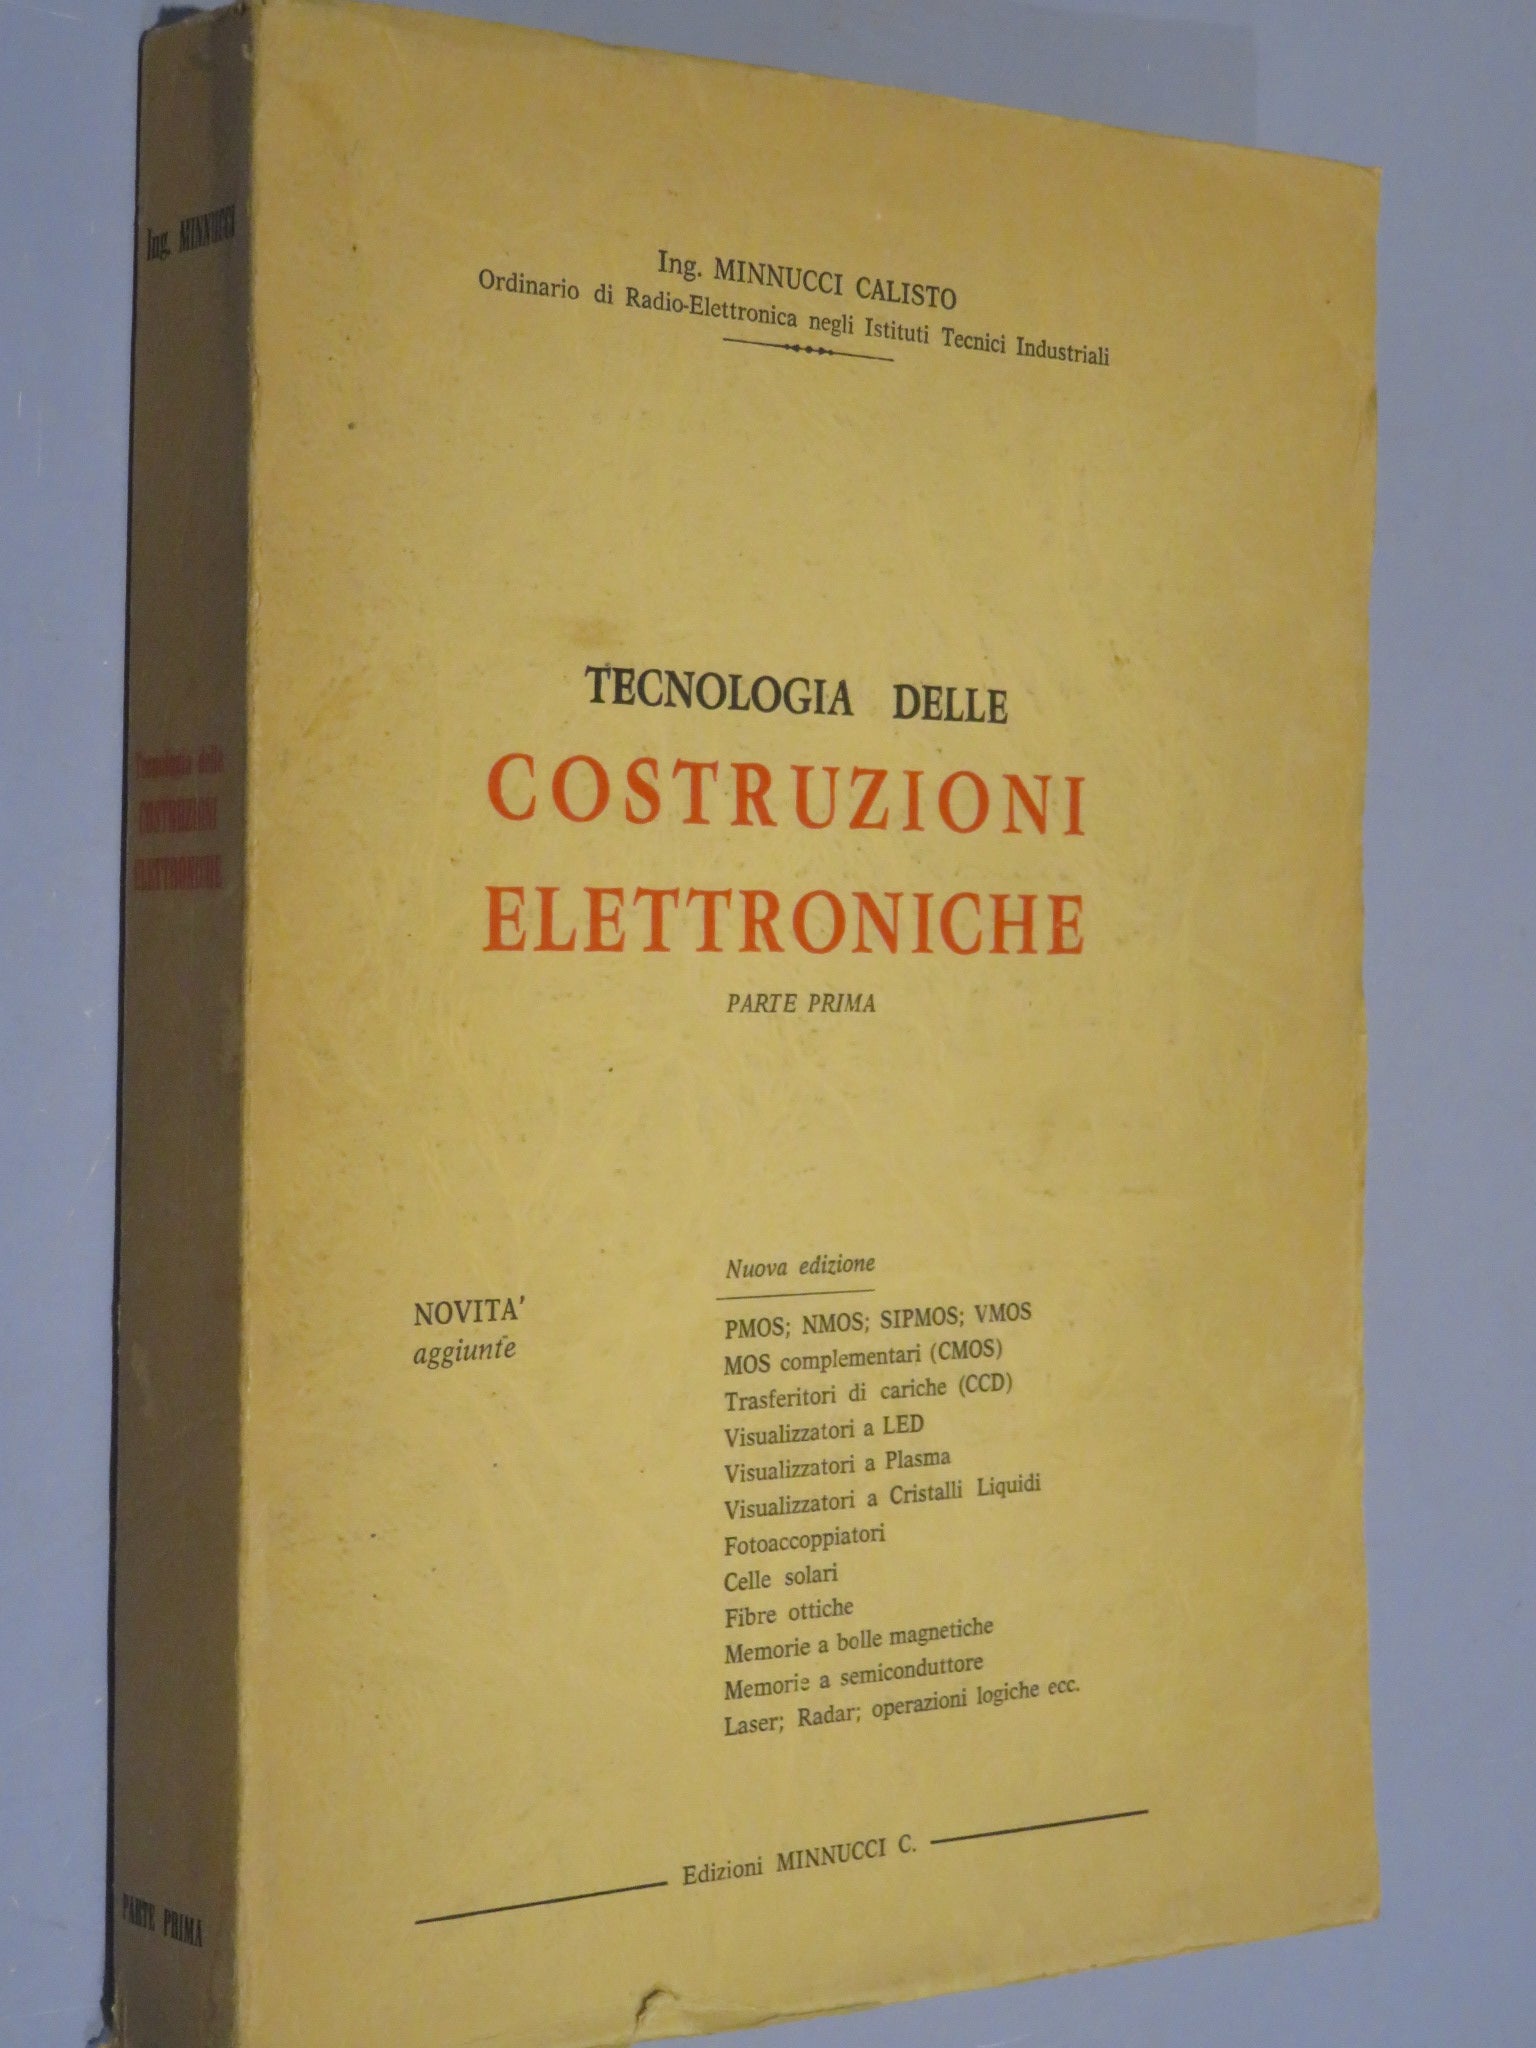 Ing. MINNUCCI
Tecnologia delle
COSTRUZIONI
ELETTRONICHE
PARTE PRIMA
Ing. MINNUCCI CALISTO
Ordinario di Radio-Elettronica negli Istituti Tecnici Industriali
TECNOLOGIA DELLE
COSTRUZIONI
ELETTRONICHE
PARTE PRIMA
Nuova edizione
NOVITA'
aggiunte
PMOS; NMOS; SIPMOS; VMOS
MOS complementari (CMOS)
Trasferitori di cariche (CCD)
Visualizzatori a LED
Visualizzatori a Plasma
Visualizzatori a Cristalli Liquidi
Fotoaccoppiatori
Celle solari
Fibre ottiche
Memorie a bolle magnetiche
Memorie a semiconduttore
Laser; Radar; operazioni logiche ecc.
Edizioni MINNUCCI C.